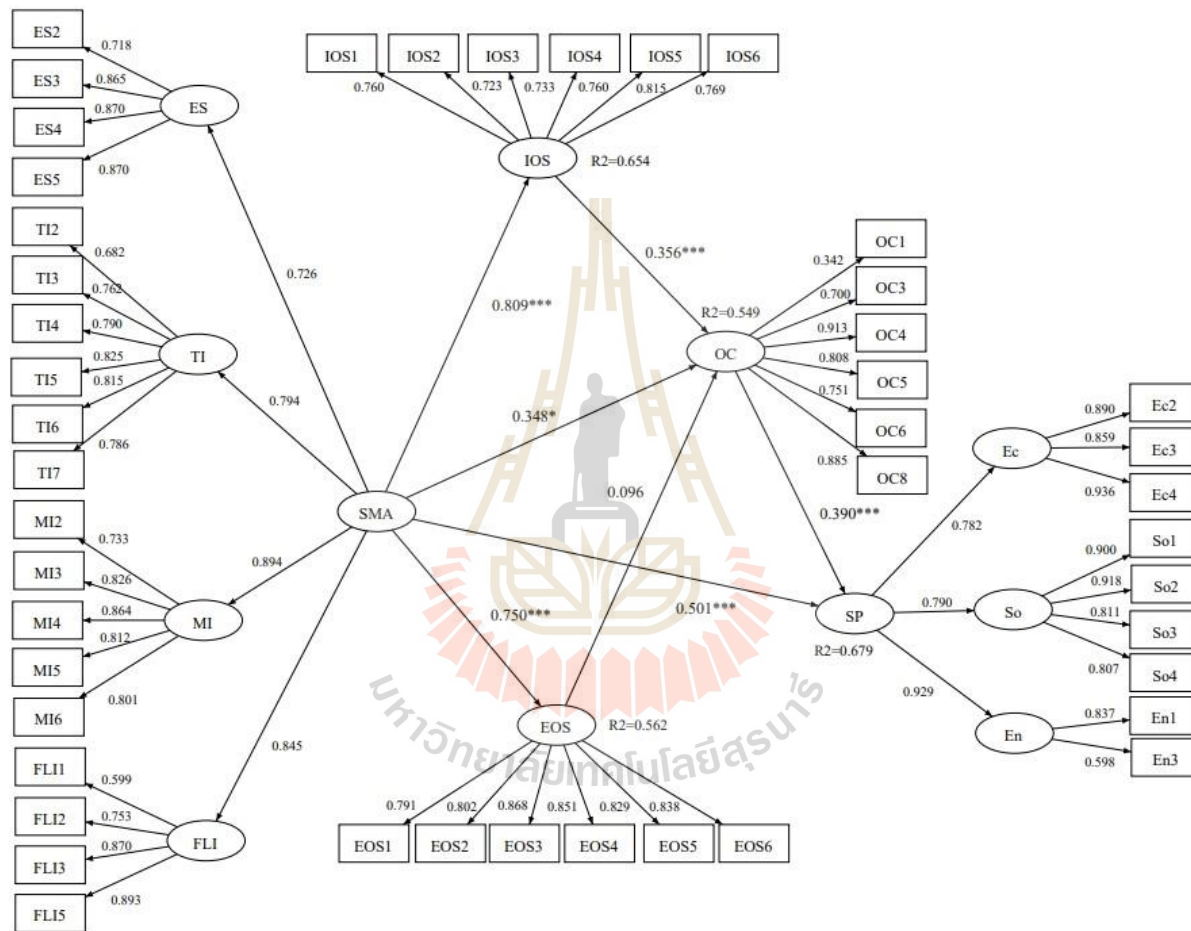 ES2
0.718
ES3
0.865
ES4
0.870
ES5
0.870
ES
TI2
0.682
TI3
0.762
TI4
0.790
TI5
0.825
0.815
TI6
0.786
TI7
TI
MI2
0.733
MI3
0.826
MI4
0.864
0.812
MI5
0.801
MI6
MI
FLI1
0.599
FLI2
0.753
FLI3
0.870
FLI5
0.893
FLI
0.726
0.794
0.894
0.845
SMA
IOS1 IOS2 IOS3 IOS4 IOS5 IOS6
0.760 0.723 0.733 0.760 0.815 0.769
IOS R2=0.654
0.809***
0.356***
0.348*
0.096
0.750***
0.501***
0.390***
R2=0.549
OC
OC1
0.342
OC3
0.700
OC4
0.913
OC5
0.808
OC6
0.751
OC8
0.885
EOS R2=0.562
0.791 0.802 0.868 0.851 0.829 0.838
EOS1 EOS2 EOS3 EOS4 EOS5 EOS6
SP
R2=0.679
0.782
0.790
0.929
Ec
0.890 Ec2
0.859 Ec3
0.936 Ec4
So
0.900 So1
0.918 So2
0.811 So3
0.807 So4
En
0.837 En1
0.598 En3
มหาวิทยาลัยเทคโนโลยีสุรนารี